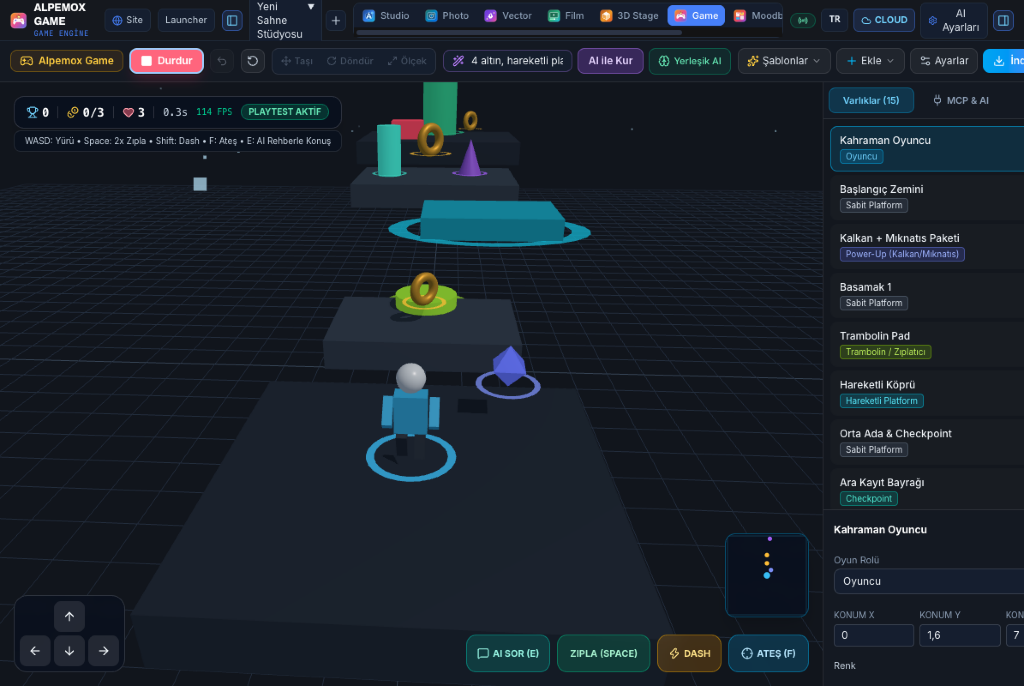 ALPEMOX
GAME
GAME ENGINE
Site
Launcher
Yeni
Sahne
Stüdyosu
▼
+
Studio
Photo
Vector
Film
3D Stage
Game
Moodb
TR
CLOUD
AI
Ayarları
Alpemox Game
Durdur
Taşı
Döndür
Ölçek
4 altın, hareketli pla
AI ile Kur
Yerleşik AI
Şablonlar
+ Ekle
Ayarlar
İnd
0
0/3
3
0.3s
114 FPS
PLAYTEST AKTİF
WASD: Yürü • Space: 2x Zıpla • Shift: Dash • F: Ateş • E: AI Rehberle Konuş
Varlıklar (15)
MCP & AI
Kahraman Oyuncu
Oyuncu
Başlangıç Zemini
Sabit Platform
Kalkan + Mıknatıs Paketi
Power-Up (Kalkan/Mıknatıs)
Basamak 1
Sabit Platform
Trambolin Pad
Trambolin / Zıplatıcı
Hareketli Köprü
Hareketli Platform
Orta Ada & Checkpoint
Sabit Platform
Ara Kayıt Bayrağı
Checkpoint
Kahraman Oyuncu
Oyun Rolü
Oyuncu
KONUM X
KONUM Y
KON
0
1,6
7
Renk
AI SOR (E)
ZIPLA (SPACE)
DASH
ATEŞ (F)